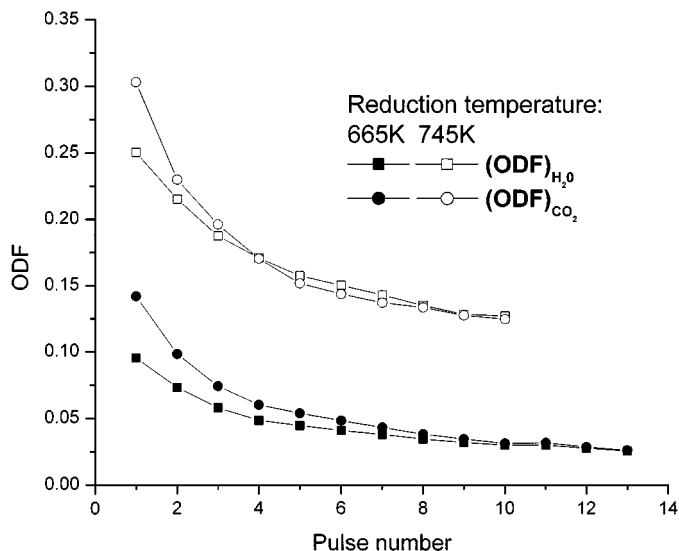 0.35
0.30
0.25
0.20
0.15
0.10
0.05
0.00
ODF
Reduction temperature:
665K 745K
(ODF)H₂0
(ODF)CO₂
0 2 4 6 8 10 12 14
Pulse number